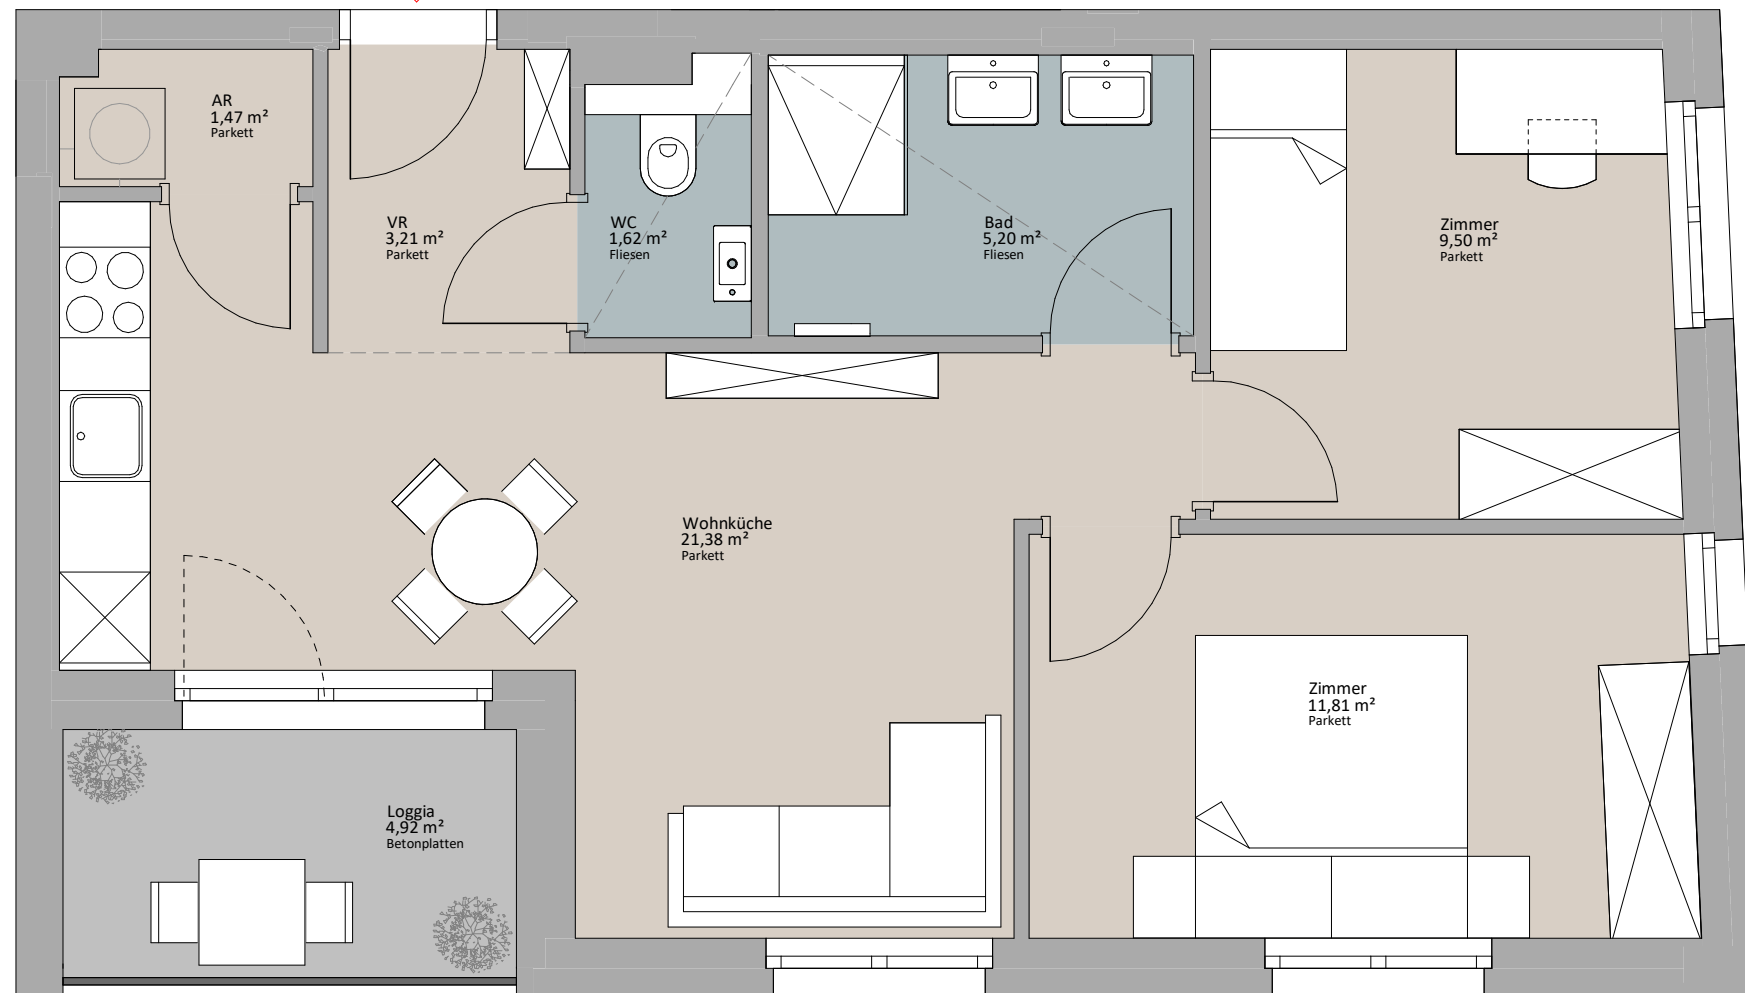 AR
1,47 m²
Parkett
VR
3,21 m²
Parkett
WC
1,62 m²
Fliesen
Bad
5,20 m²
Fliesen
Zimmer
9,50 m²
Parkett
Wohnküche
21,38 m²
Parkett
Zimmer
11,81 m²
Parkett
Loggia
4,92 m²
Betonplatten